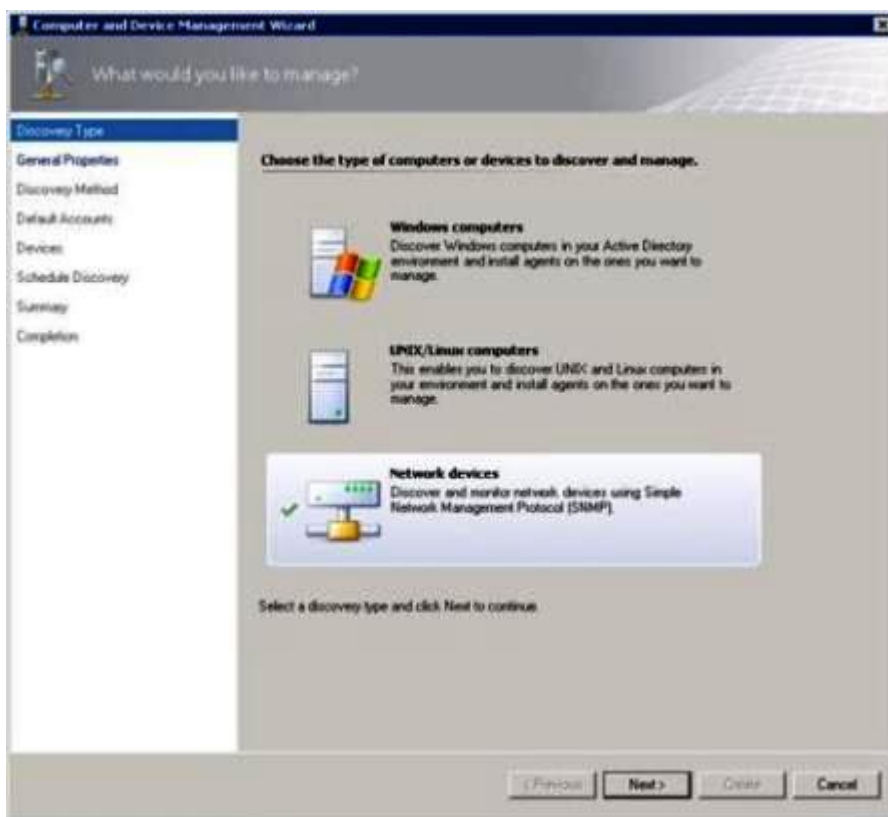 Computer and Device Management Wizard
What would you like to manage?
Discovery Type
General Properties
Discovery Method
Default Accounts
Devices
Schedule Discovery
Summary
Completion
Choose the type of computers or devices to discover and manage.
Windows computers
Discover Windows computers in your Active Directory
environment and install agents on the ones you want to
manage.
UNIX/Linux computers
This enables you to discover UNIX and Linux computers in
your environment and install agents on the ones you want to
manage.
Network devices
Discover and monitor network devices using Simple
Network Management Protocol (SNMP).
Select a discovery type and click Next to continue
< Previous
Next >
Create
Cancel